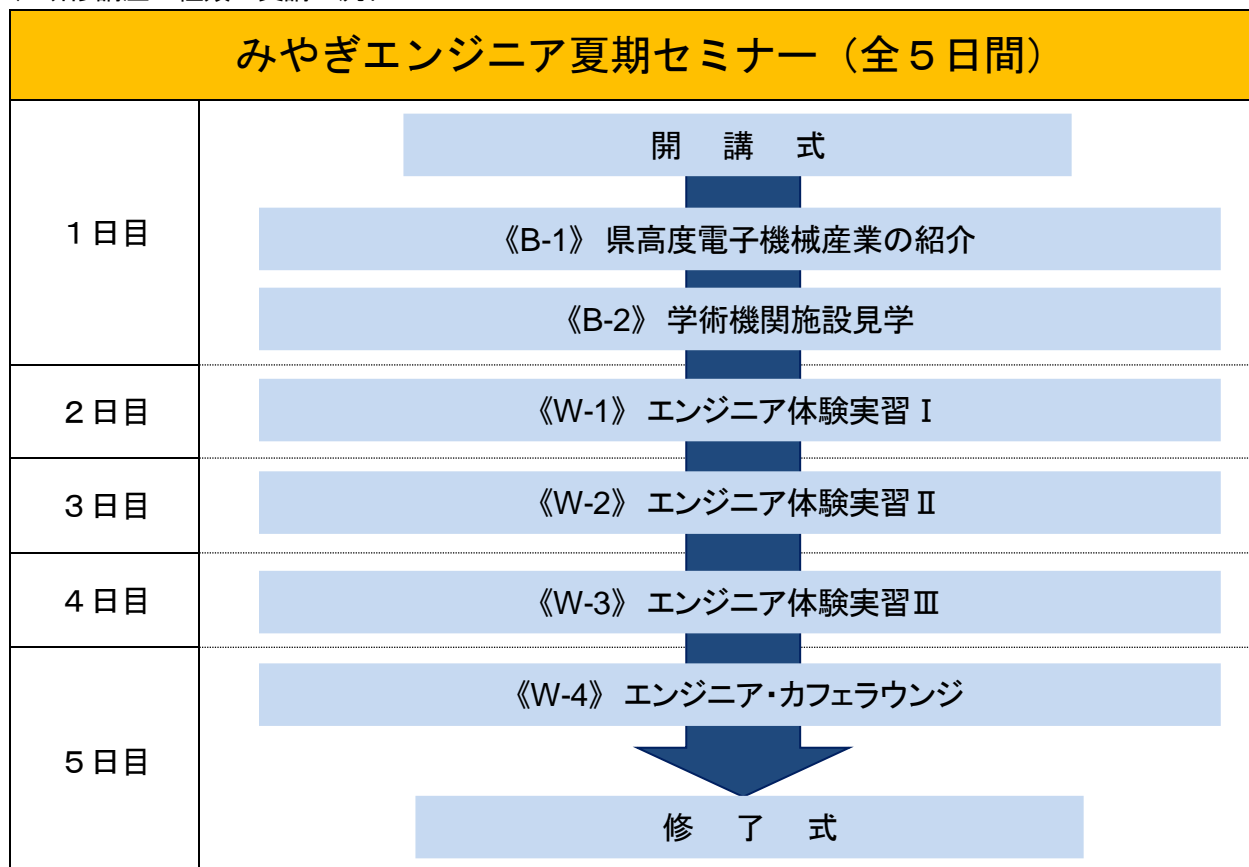 みやぎエンジニア夏期セミナー（全５日間）
１日目
開　講　式
《B-1》 県高度電子機械産業の紹介
《B-2》 学術機関施設見学
２日目
《W-1》 エンジニア体験実習Ⅰ
３日目
《W-2》 エンジニア体験実習Ⅱ
４日目
《W-3》 エンジニア体験実習Ⅲ
５日目
《W-4》 エンジニア・カフェラウンジ
修　了　式